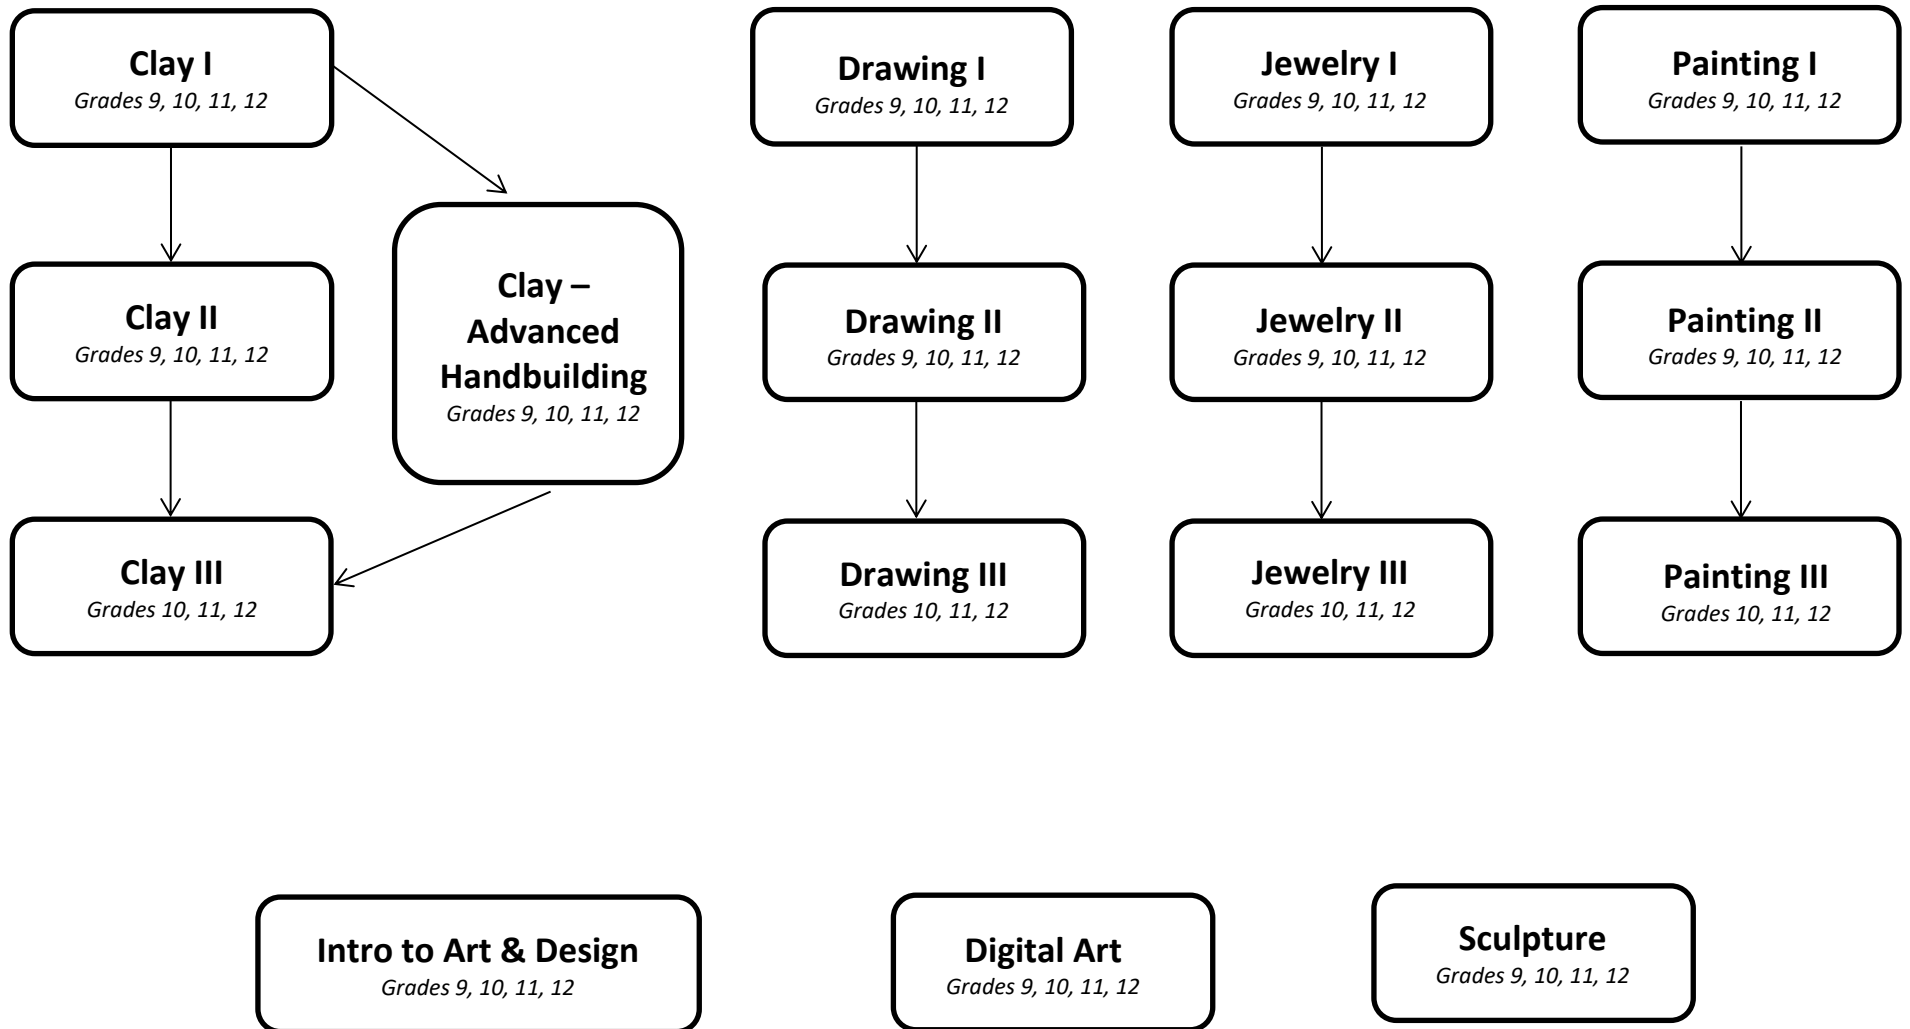 Clay I
Grades 9, 10, 11, 12
Drawing I
Grades 9, 10, 11, 12
Jewelry I
Grades 9, 10, 11, 12
Painting I
Grades 9, 10, 11, 12
Clay II
Grades 9, 10, 11, 12
Clay –
Advanced
Handbuilding
Grades 9, 10, 11, 12
Drawing II
Grades 9, 10, 11, 12
Jewelry II
Grades 9, 10, 11, 12
Painting II
Grades 9, 10, 11, 12
Clay III
Grades 10, 11, 12
Drawing III
Grades 10, 11, 12
Jewelry III
Grades 10, 11, 12
Painting III
Grades 10, 11, 12
Intro to Art & Design
Grades 9, 10, 11, 12
Digital Art
Grades 9, 10, 11, 12
Sculpture
Grades 9, 10, 11, 12